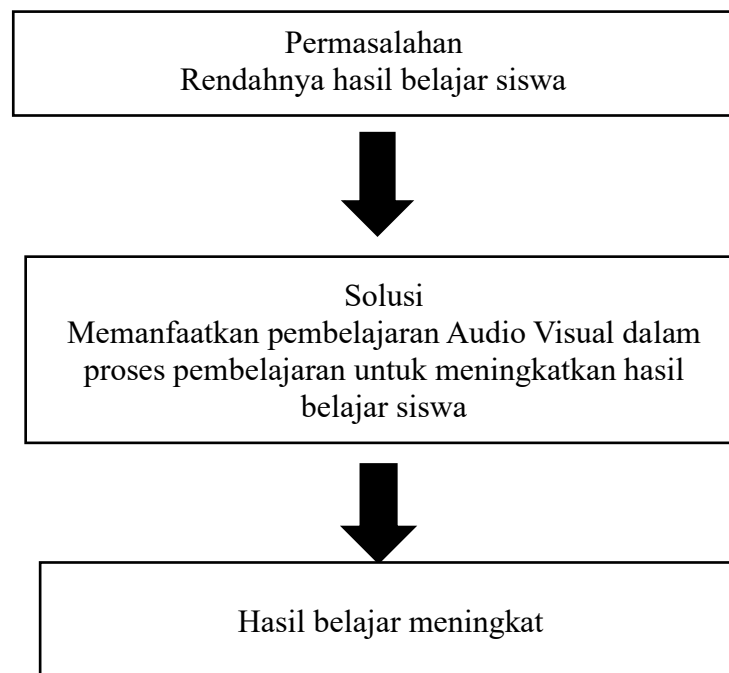 Permasalahan
Rendahnya hasil belajar siswa
Solusi
Memanfaatkan pembelajaran Audio Visual dalam
proses pembelajaran untuk meningkatkan hasil
belajar siswa
Hasil belajar meningkat